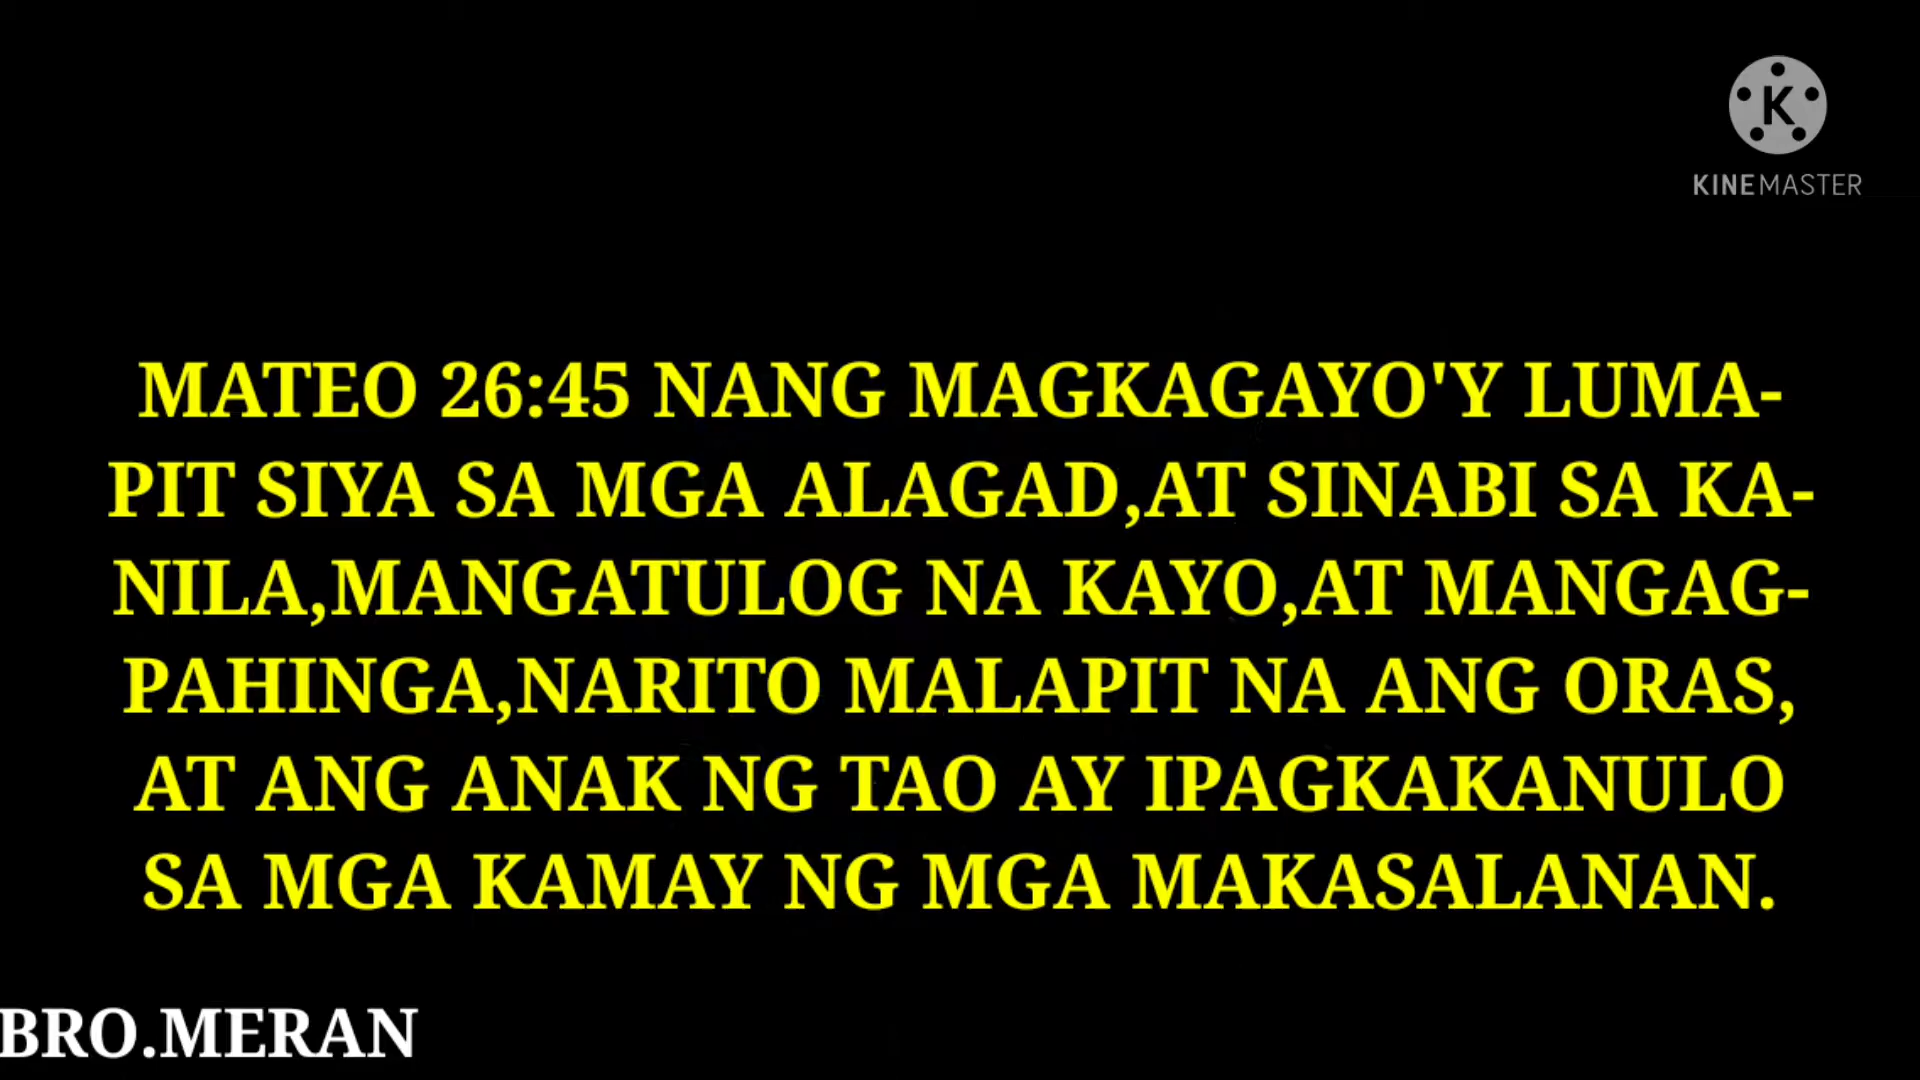 K
KINEMASTER
MATEO 26:45 NANG MAGKAGAYO'Y LUMA-
PIT SIYA SA MGA ALAGAD,AT SINABI SA KA-
NILA,MANGATULOG NA KAYO,AT MANGAG-
PAHINGA,NARITO MALAPIT NA ANG ORAS,
AT ANG ANAK NG TAO AY IPAGKAKANULO
SA MGA KAMAY NG MGA MAKASALANAN.
BRO.MERAN